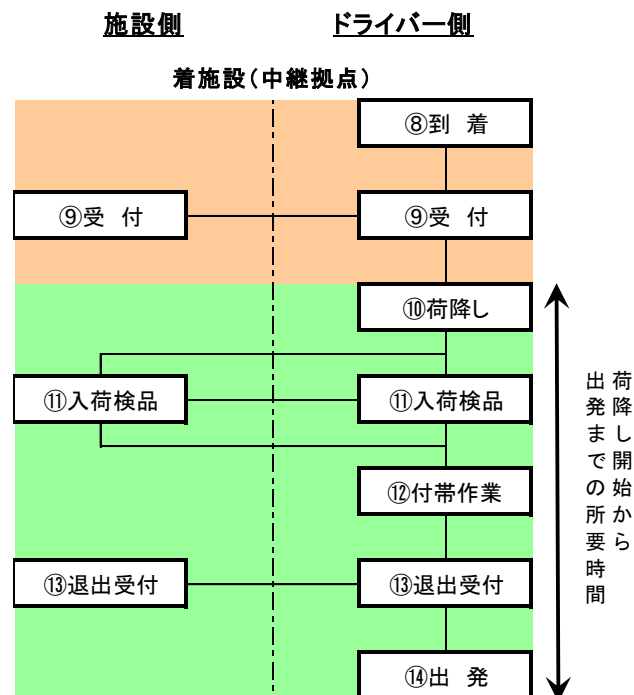 施設側 ドライバー側
着施設（中継拠点）
⑧到　着
⑨受　付 ⑨受　付
⑩荷降し
⑪入荷検品 ⑪入荷検品
⑫付帯作業
⑬退出受付 ⑬退出受付
⑭出　発
荷降し開始から
出発までの所要時間